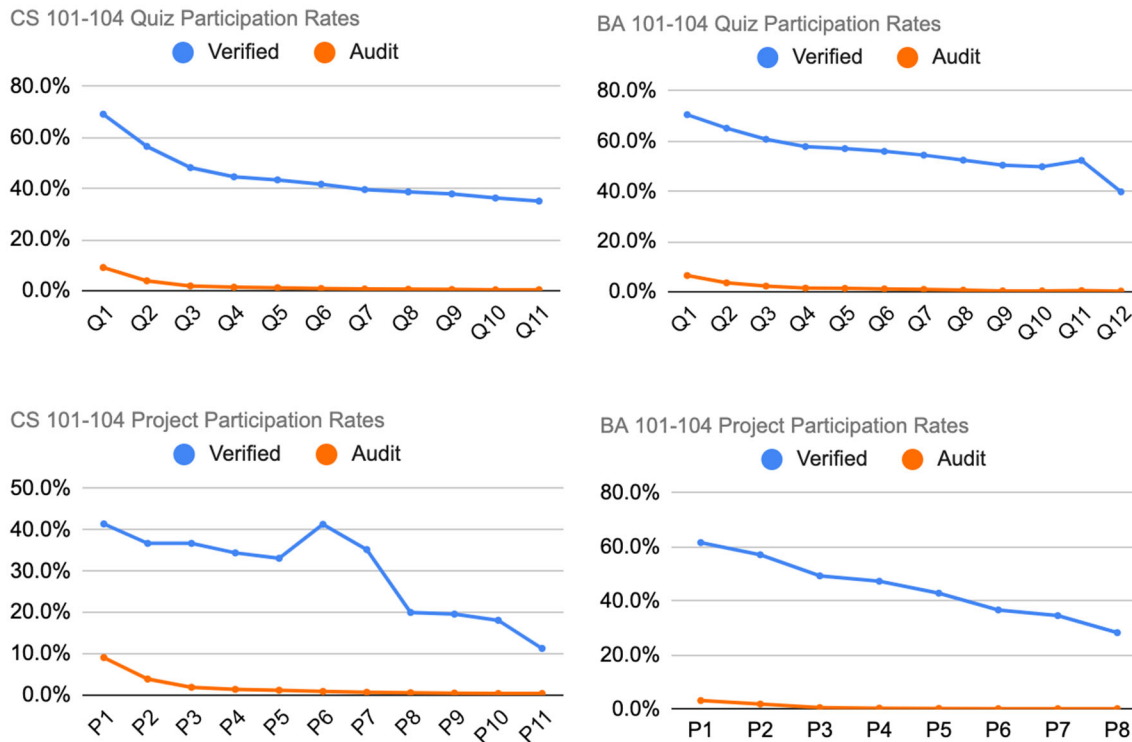 CS 101-104 Quiz Participation Rates
Verified Audit
80.0%
60.0%
40.0%
20.0%
0.0%
Q1 Q2 Q3 Q4 Q5 Q6 Q7 Q8 Q9 Q10 Q11
BA 101-104 Quiz Participation Rates
Verified Audit
80.0%
60.0%
40.0%
20.0%
0.0%
Q1 Q2 Q3 Q4 Q5 Q6 Q7 Q8 Q9 Q10 Q11 Q12
CS 101-104 Project Participation Rates
Verified Audit
50.0%
40.0%
30.0%
20.0%
10.0%
0.0%
P1 P2 P3 P4 P5 P6 P7 P8 P9 P10 P11
BA 101-104 Project Participation Rates
Verified Audit
80.0%
60.0%
40.0%
20.0%
0.0%
P1 P2 P3 P4 P5 P6 P7 P8